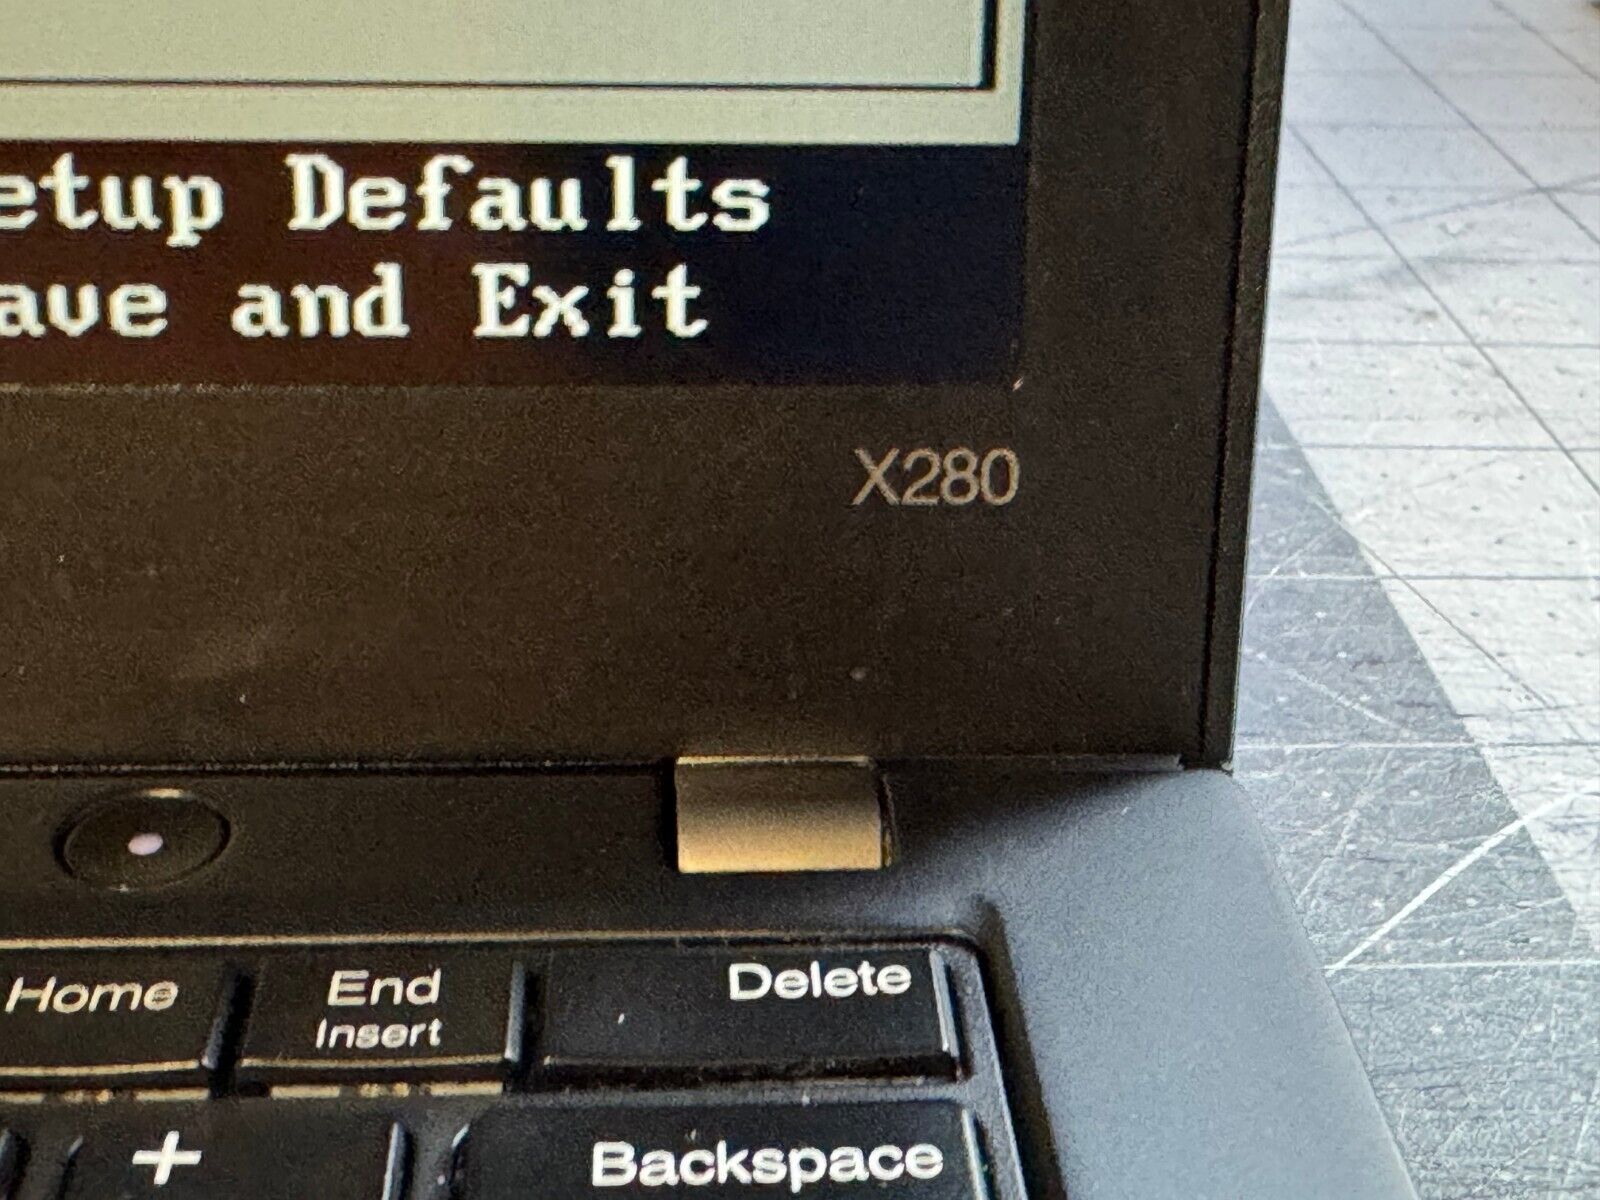 etup Defaults
ave and Exit
X280
Home End Delete
Insert
+ Backspace